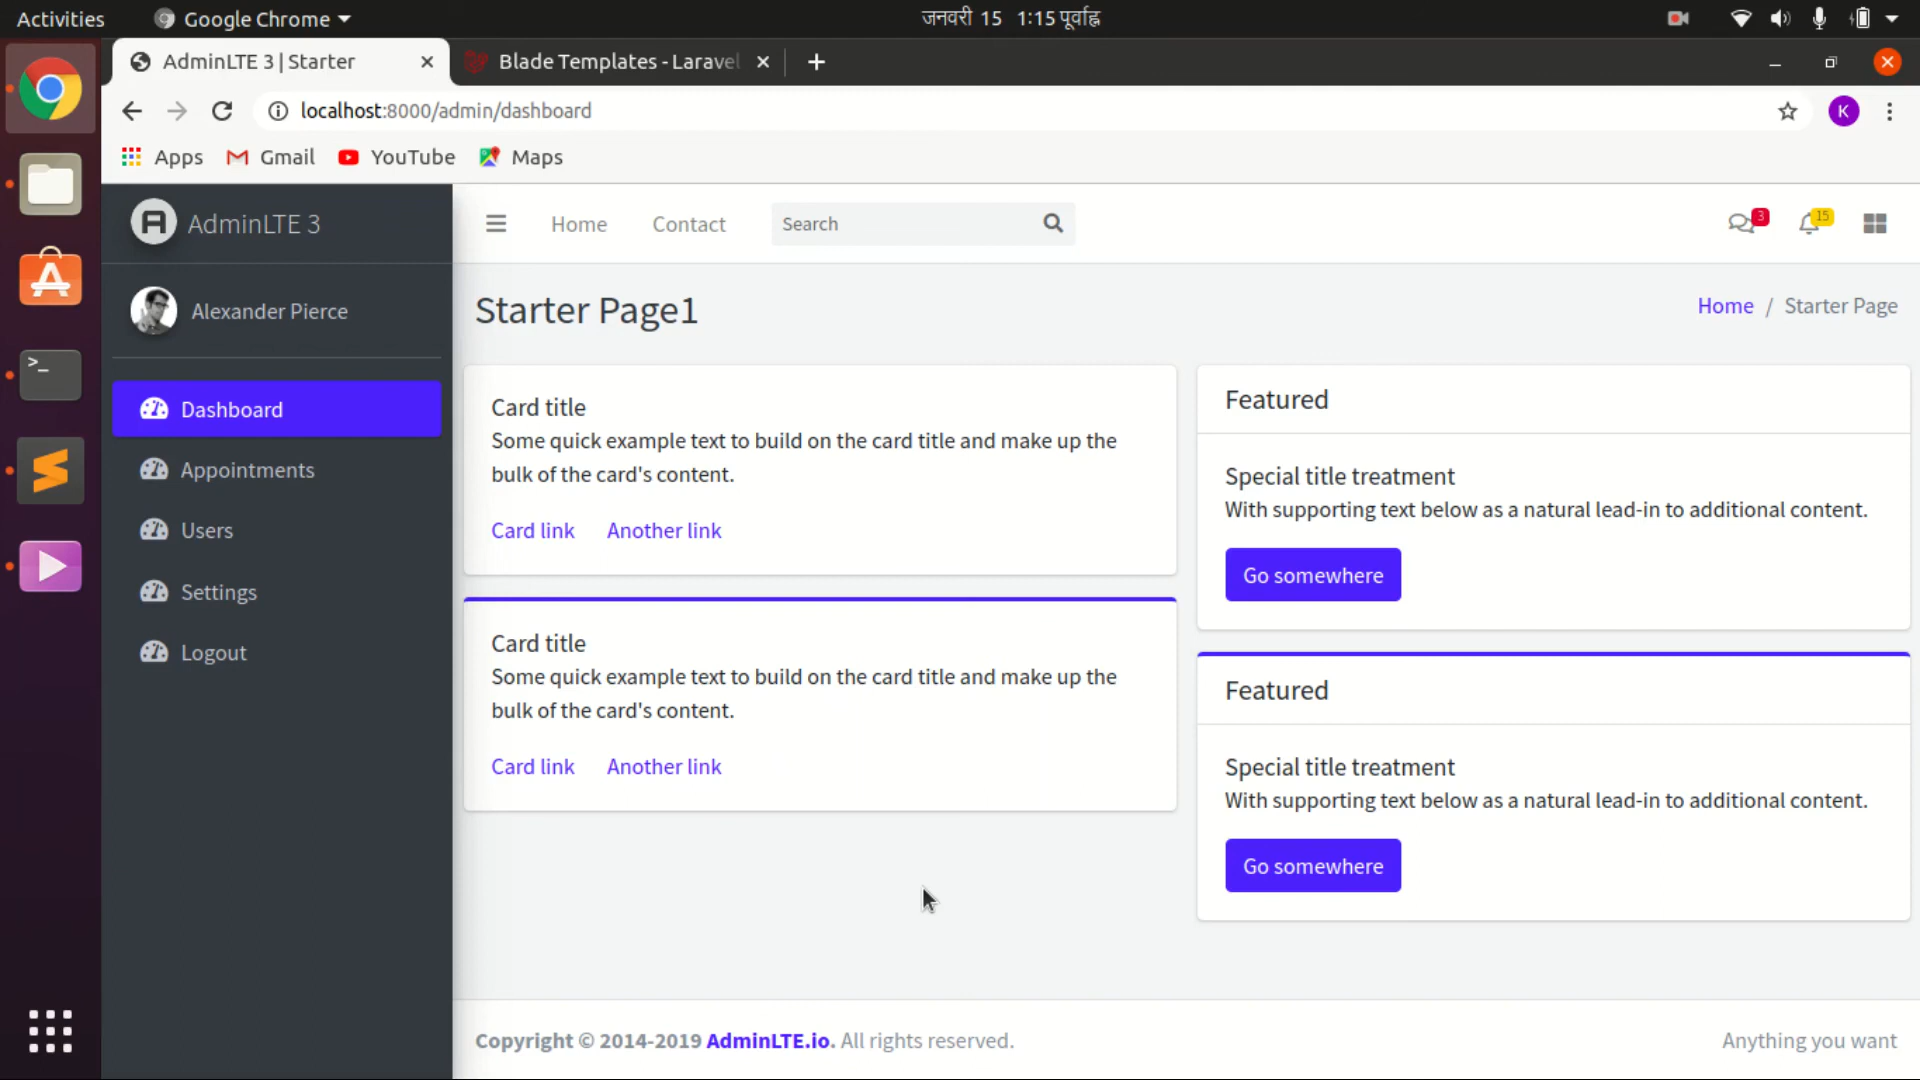 Activities
Google Chrome
जनवरी 15 1:15 पूर्वाह्न
AdminLTE 3 | Starter
Blade Templates - Laravel
localhost:8000/admin/dashboard
K
Apps
Gmail
YouTube
Maps
AdminLTE 3
Home
Contact
Search
3
15
Alexander Pierce
Starter Page1
Home / Starter Page
Dashboard
Appointments
Users
Settings
Logout
Card title
Some quick example text to build on the card title and make up the
bulk of the card's content.
Card link Another link
Card title
Some quick example text to build on the card title and make up the
bulk of the card's content.
Card link Another link
Featured
Special title treatment
With supporting text below as a natural lead-in to additional content.
Go somewhere
Featured
Special title treatment
With supporting text below as a natural lead-in to additional content.
Go somewhere
Copyright © 2014-2019 AdminLTE.io. All rights reserved.
Anything you want